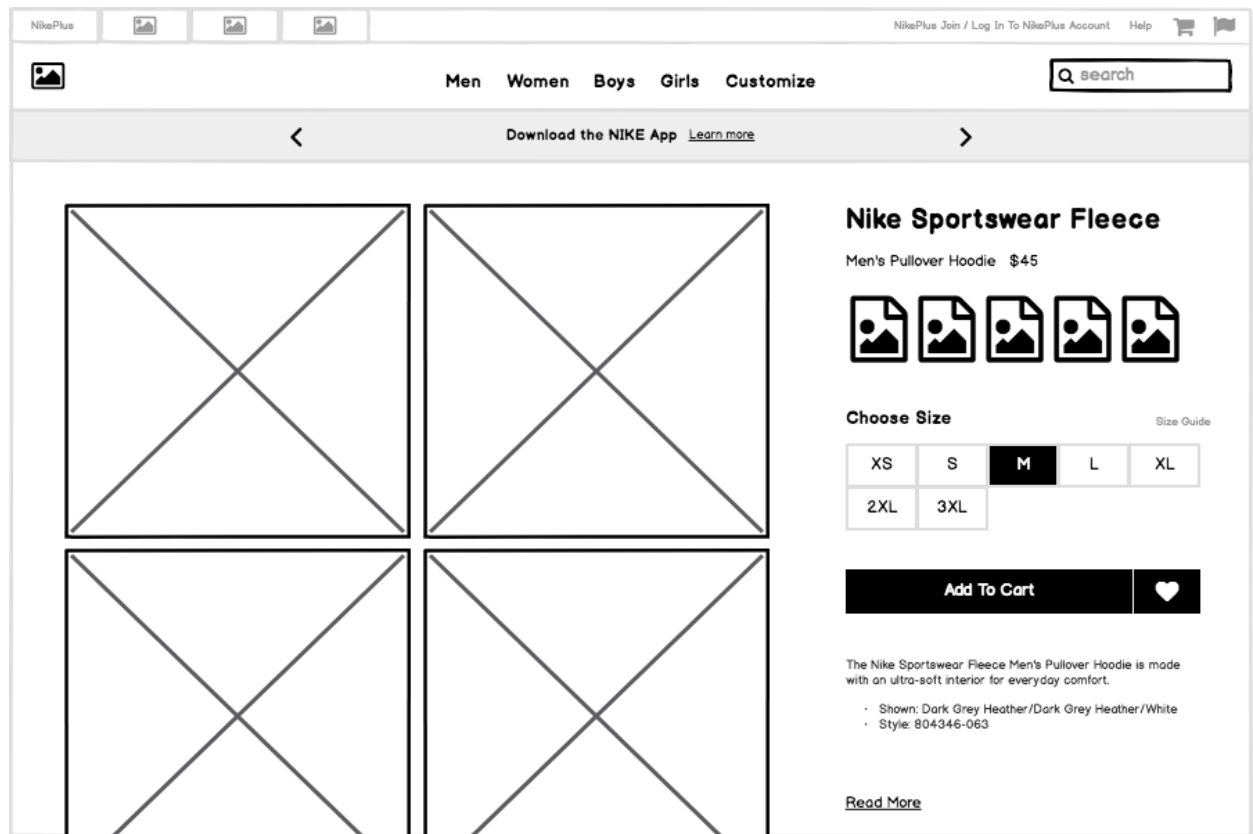 NikePlus
NikePlus Join / Log In To NikePlus Account Help
Men Women Boys Girls Customize
search
Download the NIKE App Learn more
Nike Sportswear Fleece
Men's Pullover Hoodie $45
Choose Size
Size Guide
XS S M L XL
2XL 3XL
Add To Cart
The Nike Sportswear Fleece Men's Pullover Hoodie is made
with an ultra-soft interior for everyday comfort.
· Shown: Dark Grey Heather/Dark Grey Heather/White
· Style: 804346-063
Read More